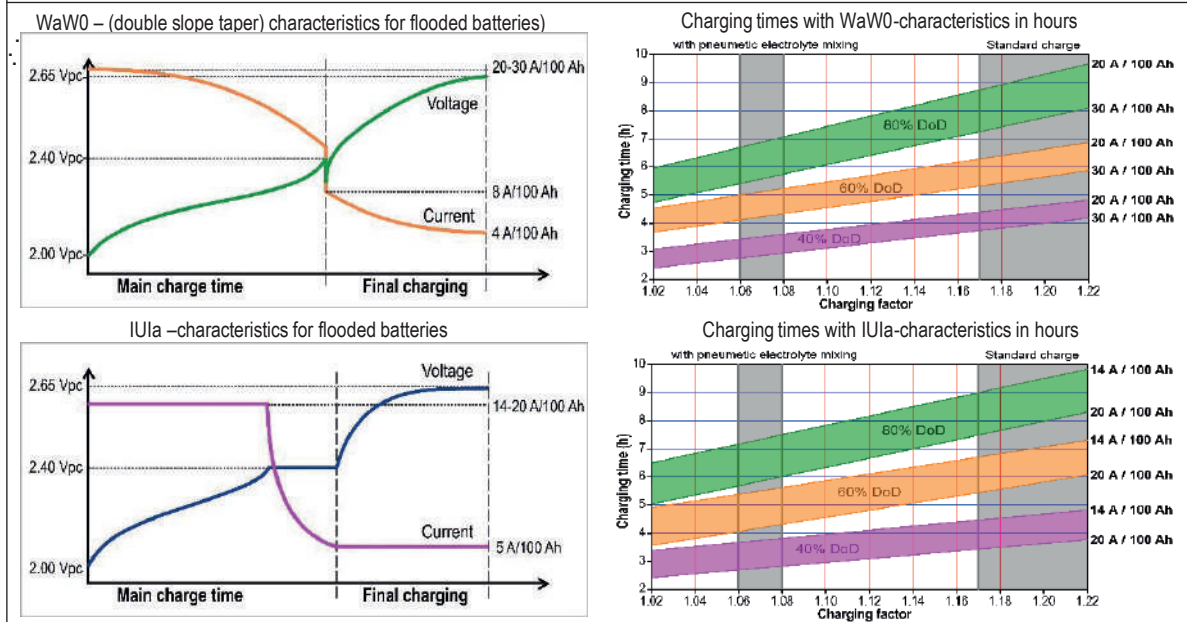 WaW0 – (double slope taper) characteristics for flooded batteries)
2.65 Vpc
2.40 Vpc
2.00 Vpc
20-30 A/100 Ah
Voltage
8 A/100 Ah
Current
4 A/100 Ah
Main charge time
Final charging
Charging times with WaW0-characteristics in hours
with pneumetic electrolyte mixing
Standard charge
Charging time (h)
10
9
8
7
6
5
4
3
2
80% DoD
60% DoD
40% DoD
20 A / 100 Ah
30 A / 100 Ah
20 A / 100 Ah
30 A / 100 Ah
20 A / 100 Ah
30 A / 100 Ah
1.02 1.04 1.06 1.08 1.10 1.12 1.14 1.16 1.18 1.20 1.22
Charging factor
IUIa –characteristics for flooded batteries
2.65 Vpc
2.40 Vpc
2.00 Vpc
Voltage
14-20 A/100 Ah
Current
5 A/100 Ah
Main charge time
Final charging
Charging times with IUIa-characteristics in hours
with pneumetic electrolyte mixing
Standard charge
Charging time (h)
10
9
8
7
6
5
4
3
2
80% DoD
60% DoD
40% DoD
14 A / 100 Ah
20 A / 100 Ah
14 A / 100 Ah
20 A / 100 Ah
14 A / 100 Ah
20 A / 100 Ah
1.02 1.04 1.06 1.08 1.10 1.12 1.14 1.16 1.18 1.20 1.22
Charging factor